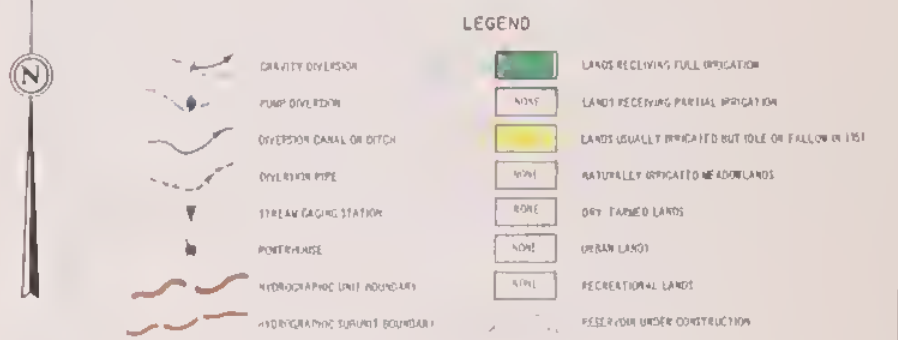 LEGEND
N
GRAVITY DIVERSION
PUMP DIVERSION
DIVERSION CANAL OR DITCH
DIVERSION PIPE
STREAM GAGING STATION
POWERHOUSE
HYDROGRAPHIC UNIT BOUNDARY
HYDROGRAPHIC SUBUNIT BOUNDARY
LANDS RECEIVING FULL IRRIGATION
NONE LANDS RECEIVING PARTIAL IRRIGATION
LANDS USUALLY IRRIGATED BUT IDLE OR FALLOW IN
NONE NATURALLY IRRIGATED MEADOWLANDS
NONE DRY FARMED LANDS
NONE URBAN LANDS
NONE RECREATIONAL LANDS
RESERVOIR UNDER CONSTRUCTION